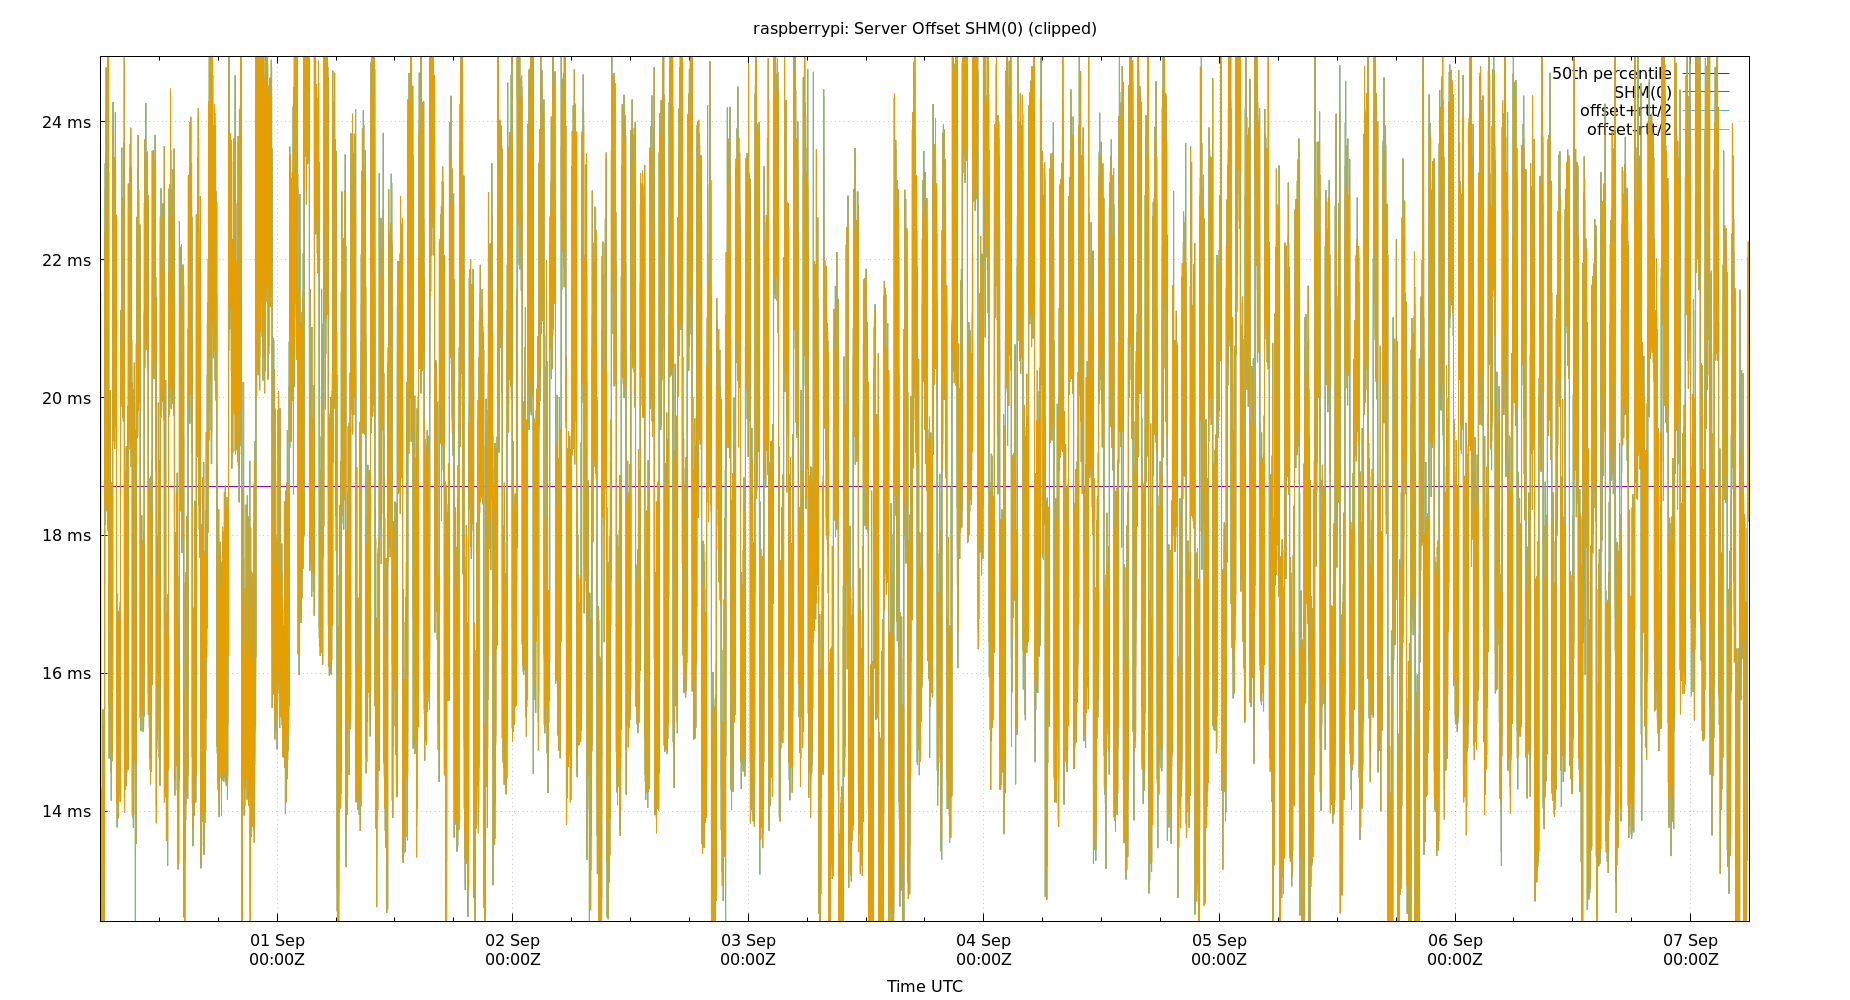 raspberrypi: Server Offset SHM(0) (clipped)
50th percentile
SHM(0)
offset+rtt/2
offset-rtt/2
24 ms
22 ms
20 ms
18 ms
16 ms
14 ms
01 Sep
00:00Z
02 Sep
00:00Z
03 Sep
00:00Z
04 Sep
00:00Z
05 Sep
00:00Z
06 Sep
00:00Z
07 Sep
00:00Z
Time UTC